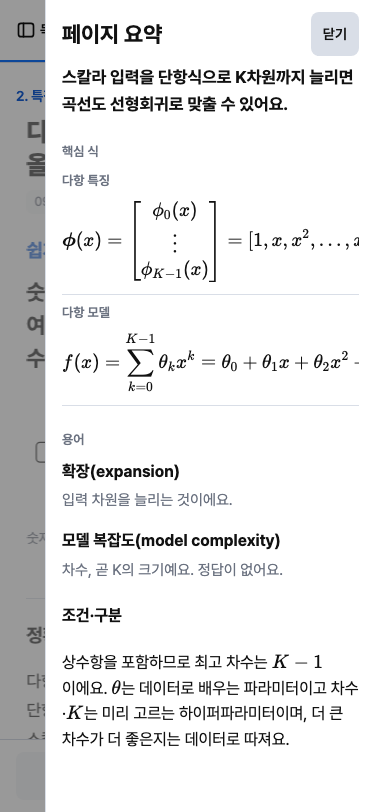 페이지 요약
닫기
스칼라 입력을 단항식으로 K차원까지 늘리면
곡선도 선형회귀로 맞출 수 있어요.
핵심 식
다항 특징
ϕ(x) = [ϕ₀(x) ⋮ ϕ_{K−1}(x)] = [1, x, x², …, x
다항 모델
f(x) = ∑_{k=0}^{K−1} θ_k x^k = θ₀ + θ₁x + θ₂x²
용어
확장(expansion)
입력 차원을 늘리는 것이에요.
모델 복잡도(model complexity)
차수, 곧 K의 크기예요. 정답이 없어요.
조건·구분
상수항을 포함하므로 최고 차수는 K − 1
이에요. θ는 데이터로 배우는 파라미터이고 차수
·K는 미리 고르는 하이퍼파라미터이며, 더 큰
차수가 더 좋은지는 데이터로 따져요.